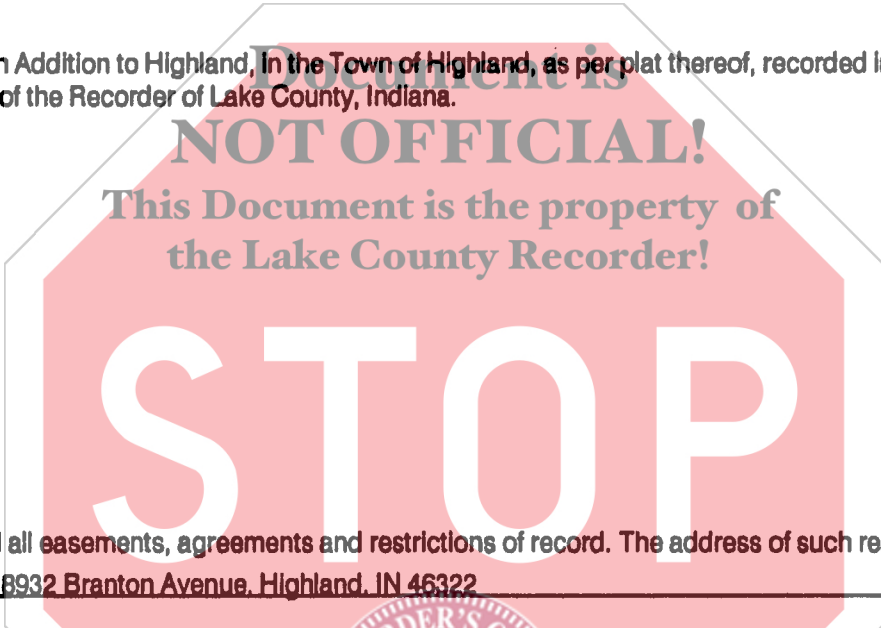 n Addition to Highland, in the Town of Highland, as per plat thereof, recorded i
of the Recorder of Lake County, Indiana.
Document is
NOT OFFICIAL!
This Document is the property of
the Lake County Recorder!
STOP
all easements, agreements and restrictions of record. The address of such re
8932 Branton Avenue, Highland, IN 46322
DER'S